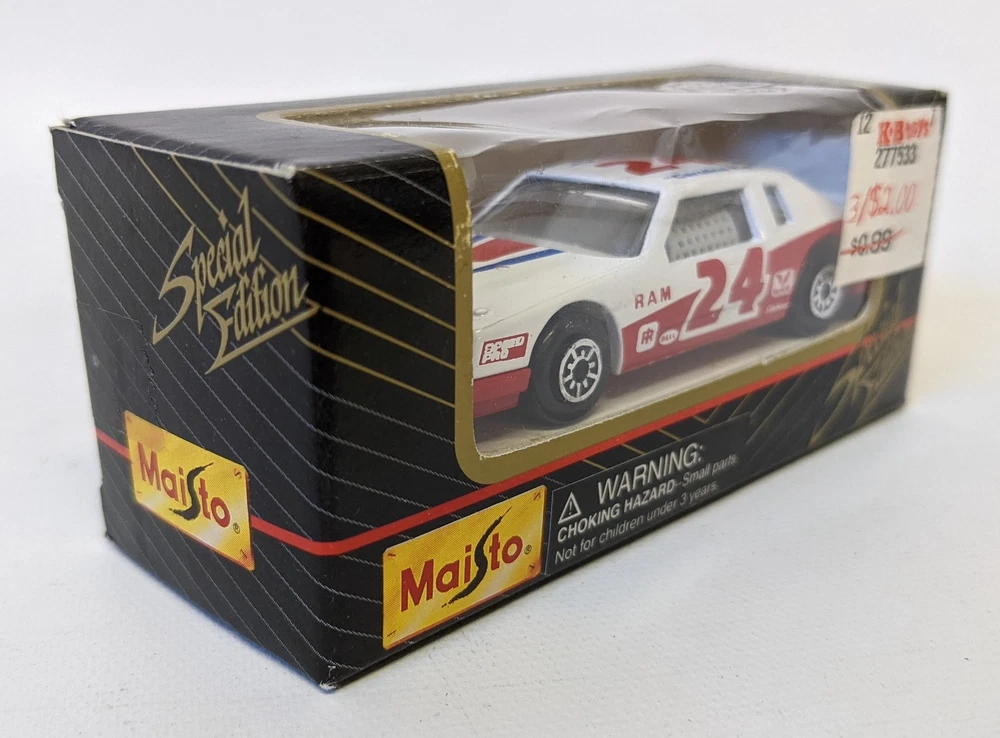 Special
Edition
Maisto®
Maisto®
WARNING:
CHOKING HAZARD--Small parts.
Not for children under 3 years.
RAM
24
BELL
12
K·B toys
277533
3/$2.00
$0.99